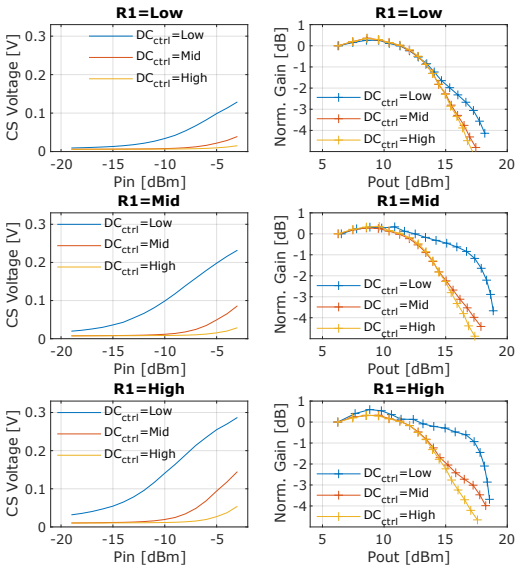 R1=Low
CS Voltage [V]
0.3
0.2
0.1
0
DC_ctrl=Low
DC_ctrl=Mid
DC_ctrl=High
-20 -15 -10 -5
Pin [dBm]
R1=Low
Norm. Gain [dB]
1
0
-1
-2
-3
-4
DC_ctrl=Low
DC_ctrl=Mid
DC_ctrl=High
5 10 15 20
Pout [dBm]
R1=Mid
CS Voltage [V]
0.3
0.2
0.1
0
DC_ctrl=Low
DC_ctrl=Mid
DC_ctrl=High
-20 -15 -10 -5
Pin [dBm]
R1=Mid
Norm. Gain [dB]
1
0
-1
-2
-3
-4
DC_ctrl=Low
DC_ctrl=Mid
DC_ctrl=High
5 10 15 20
Pout [dBm]
R1=High
CS Voltage [V]
0.3
0.2
0.1
0
DC_ctrl=Low
DC_ctrl=Mid
DC_ctrl=High
-20 -15 -10 -5
Pin [dBm]
R1=High
Norm. Gain [dB]
1
0
-1
-2
-3
-4
DC_ctrl=Low
DC_ctrl=Mid
DC_ctrl=High
5 10 15 20
Pout [dBm]